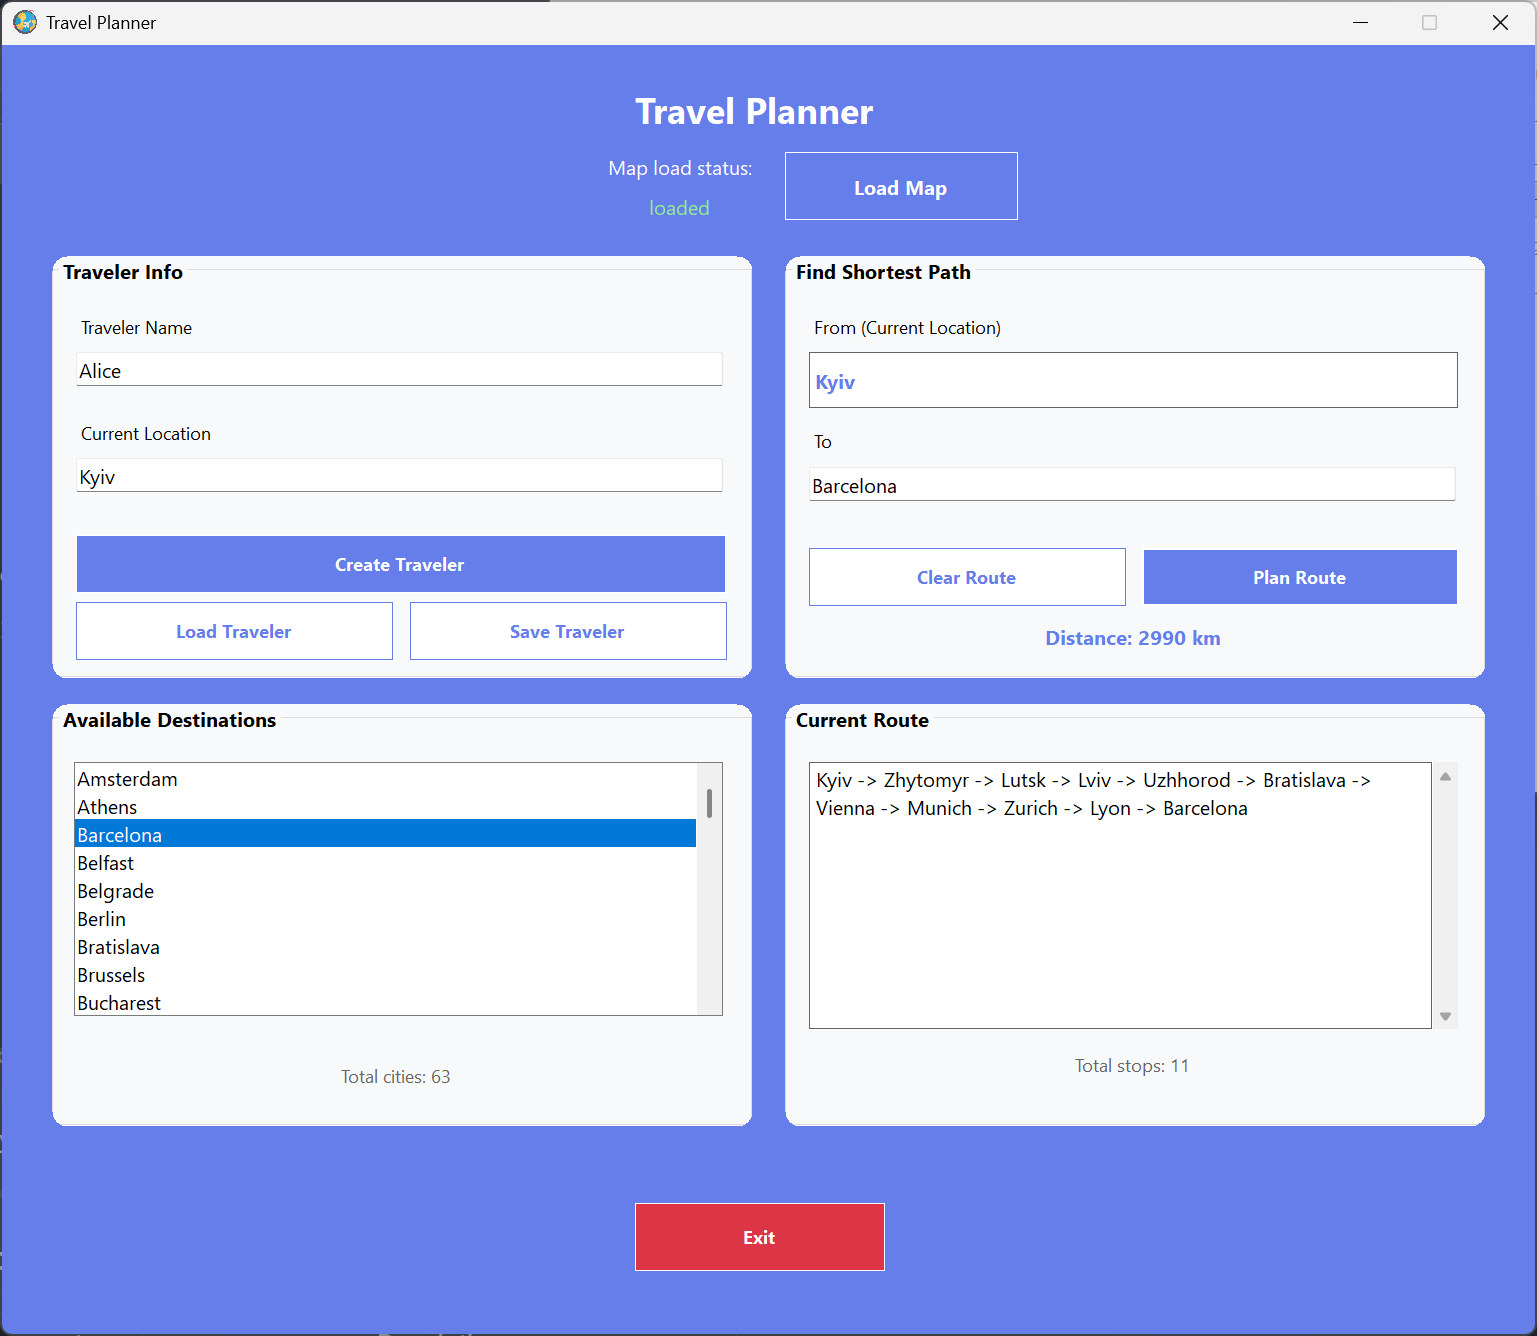 Travel Planner
Travel Planner
Map load status:
loaded
Load Map
Traveler Info
Traveler Name
Alice
Current Location
Kyiv
Create Traveler
Load Traveler
Save Traveler
Find Shortest Path
From (Current Location)
Kyiv
To
Barcelona
Clear Route
Plan Route
Distance: 2990 km
Available Destinations
Amsterdam
Athens
Barcelona
Belfast
Belgrade
Berlin
Bratislava
Brussels
Bucharest
Total cities: 63
Current Route
Kyiv -> Zhytomyr -> Lutsk -> Lviv -> Uzhhorod -> Bratislava ->
Vienna -> Munich -> Zurich -> Lyon -> Barcelona
Total stops: 11
Exit